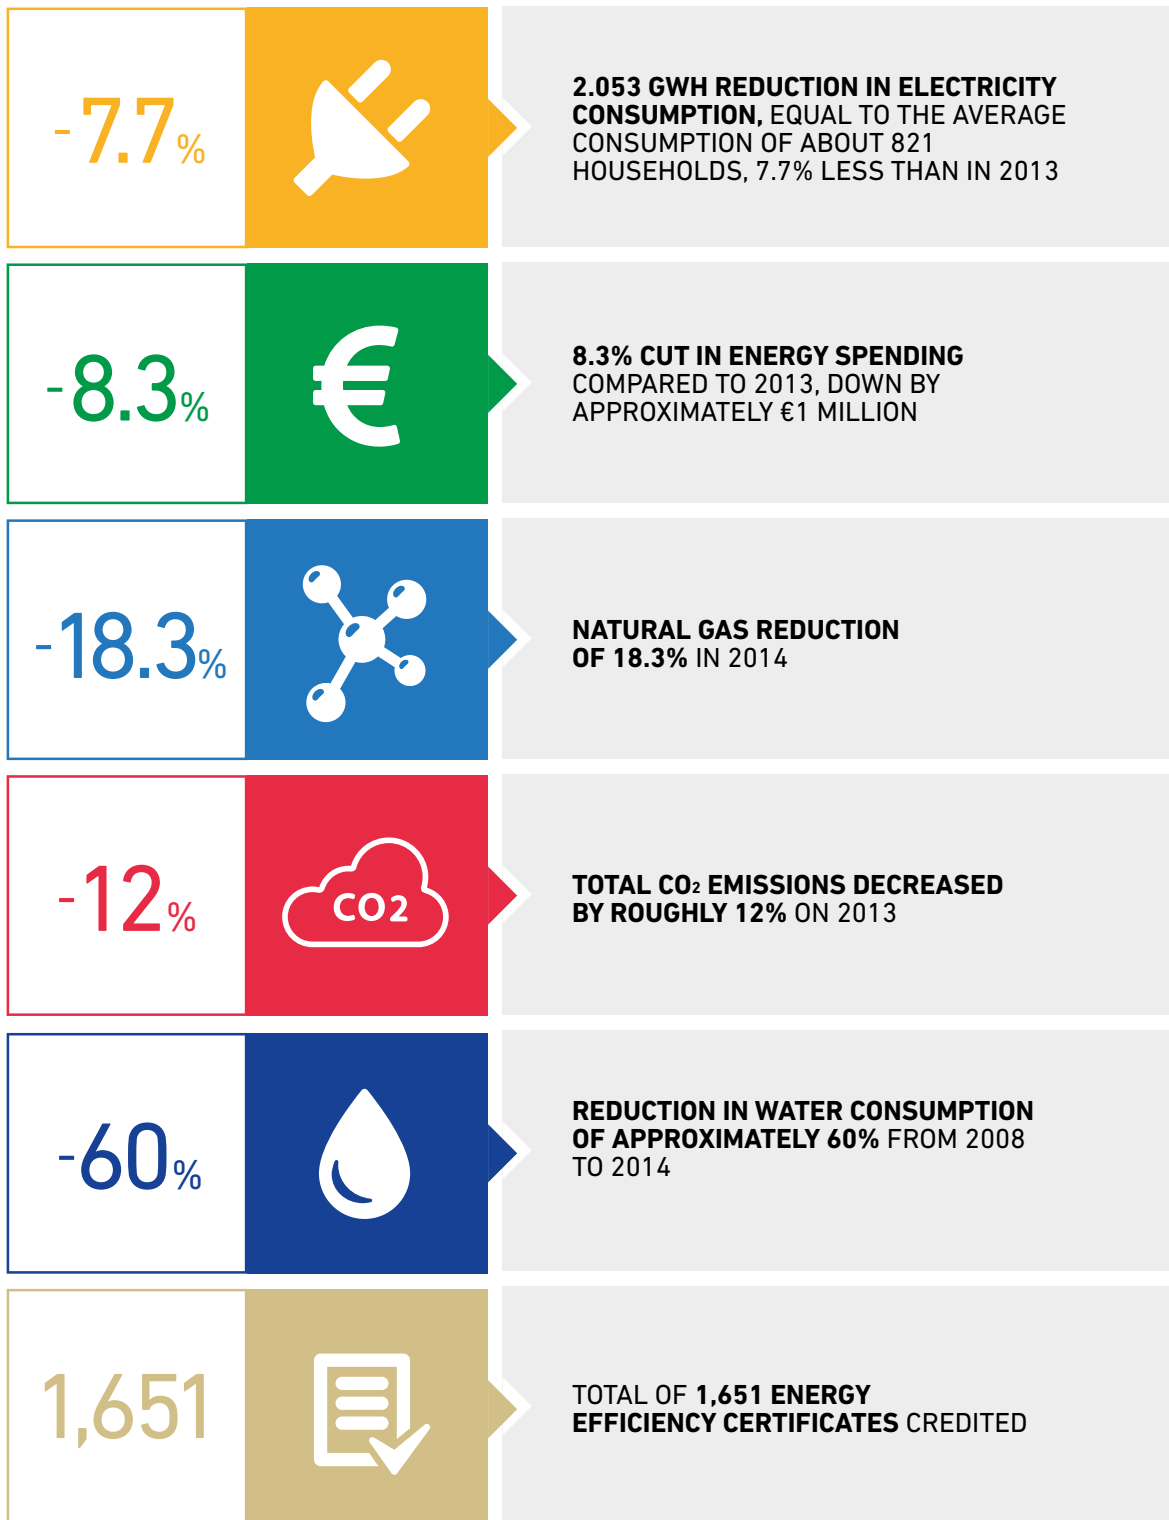 -7.7%
2.053 GWH REDUCTION IN ELECTRICITY
CONSUMPTION, EQUAL TO THE AVERAGE
CONSUMPTION OF ABOUT 821
HOUSEHOLDS, 7.7% LESS THAN IN 2013
-8.3%
€
8.3% CUT IN ENERGY SPENDING
COMPARED TO 2013, DOWN BY
APPROXIMATELY €1 MILLION
-18.3%
NATURAL GAS REDUCTION
OF 18.3% IN 2014
-12%
CO2
TOTAL CO₂ EMISSIONS DECREASED
BY ROUGHLY 12% ON 2013
-60%
REDUCTION IN WATER CONSUMPTION
OF APPROXIMATELY 60% FROM 2008
TO 2014
1,651
TOTAL OF 1,651 ENERGY
EFFICIENCY CERTIFICATES CREDITED